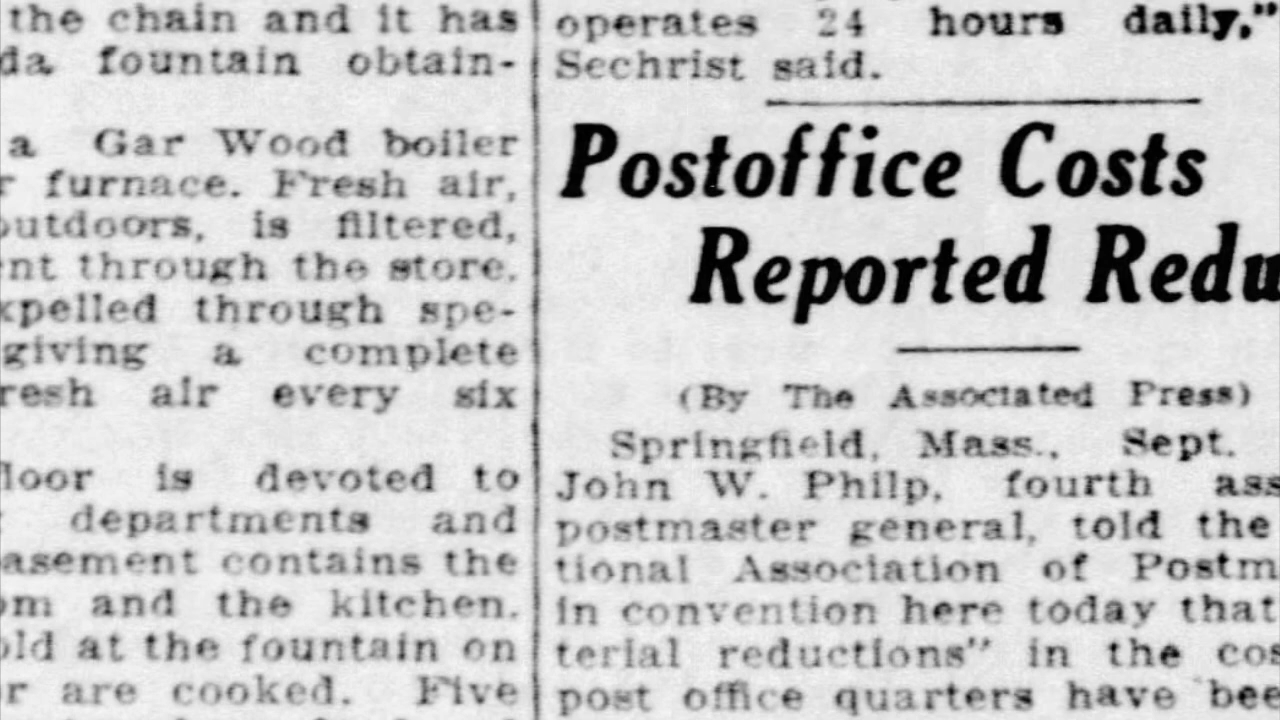 the chain and it has
da fountain obtain-
a Gar Wood boiler
r furnace. Fresh air,
outdoors, is filtered,
nt through the store,
xpelled through spe-
giving a complete
resh air every six
loor is devoted to
departments and
asement contains the
om and the kitchen.
old at the fountain on
or are cooked. Five
operates 24 hours daily,"
Sechrist said.
Postoffice Costs
Reported Redu
(By The Associated Press)
Springfield, Mass., Sept.
John W. Philp, fourth ass
postmaster general, told the
tional Association of Postm
in convention here today that
terial reductions" in the cos
post office quarters have bee